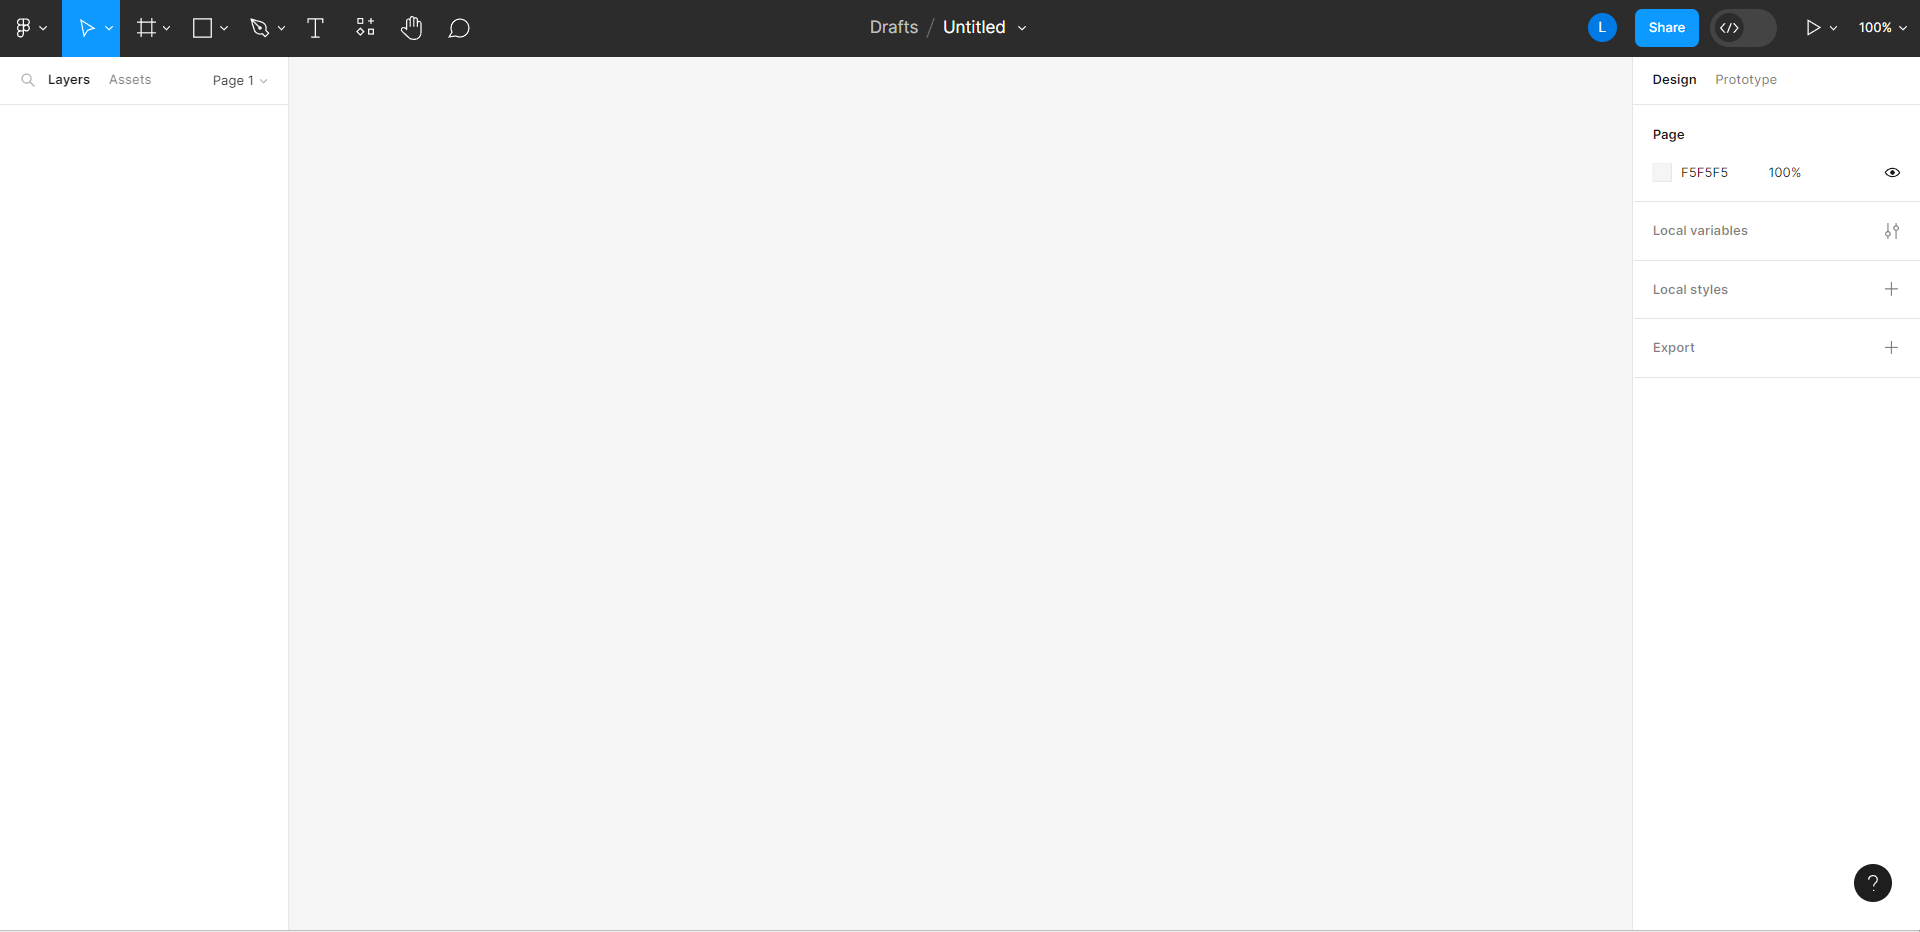 Drafts / Untitled
L
Share
100%
Layers Assets Page 1
Design Prototype
Page
F5F5F5 100%
Local variables
Local styles
Export
?